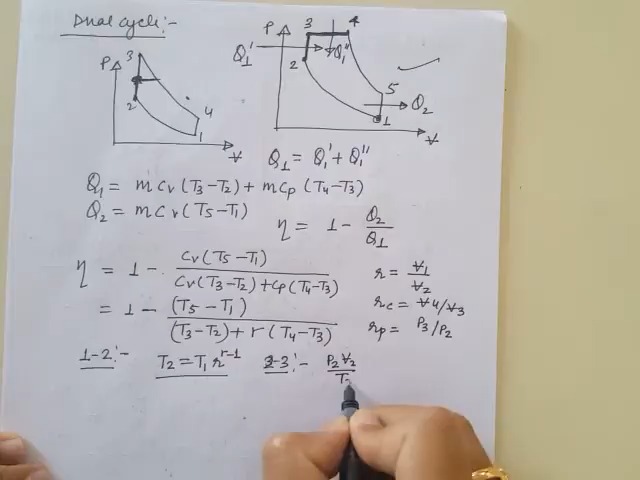 Dual cycle:-
P
3
2
4
1
V
P
3
4
Q₁'
Q₁''
2
5
Q₂
1
V
Q₁ = Q₁' + Q₁''
Q₁ = mcv(T3-T2) + mcp(T4-T3)
Q₂ = mcv(T5-T1)
η = 1 - Q₂/Q₁
η = 1 - cv(T5-T1)/cv(T3-T2)+cp(T4-T3)
r = V1/V2
rc = V4/V3
= 1 - (T5-T1)/(T3-T2)+r(T4-T3)
rp = P3/P2
1-2:- T2 = T1 r^r-1 2-3:- P2V2/T